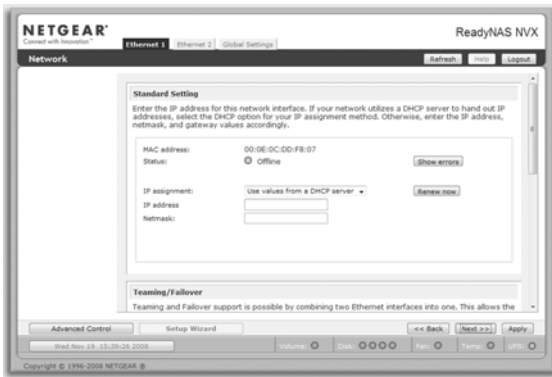 NETGEAR®
Connect with Innovation™
ReadyNAS NVX
Ethernet 1 Ethernet 2 Global Settings
Network Refresh Help Logout
Standard Setting
Enter the IP address for this network interface. If your network utilizes a DHCP server to hand out IP
addresses, select the DHCP option for your IP assignment method. Otherwise, enter the IP address,
netmask, and gateway values accordingly.
MAC address: 00:0E:0C:DD:F8:07
Status: Offline Show errors
IP assignment: Use values from a DHCP server Renew now
IP address
Netmask:
Teaming/Failover
Teaming and Failover support is possible by combining two Ethernet interfaces into one. This allows the
Advanced Control Setup Wizard << Back Next >> Apply
Wed Nov 19 15:39:26 2008 Volume: Disk: Fan: Temp: UPS:
Copyright © 1996-2008 NETGEAR ®